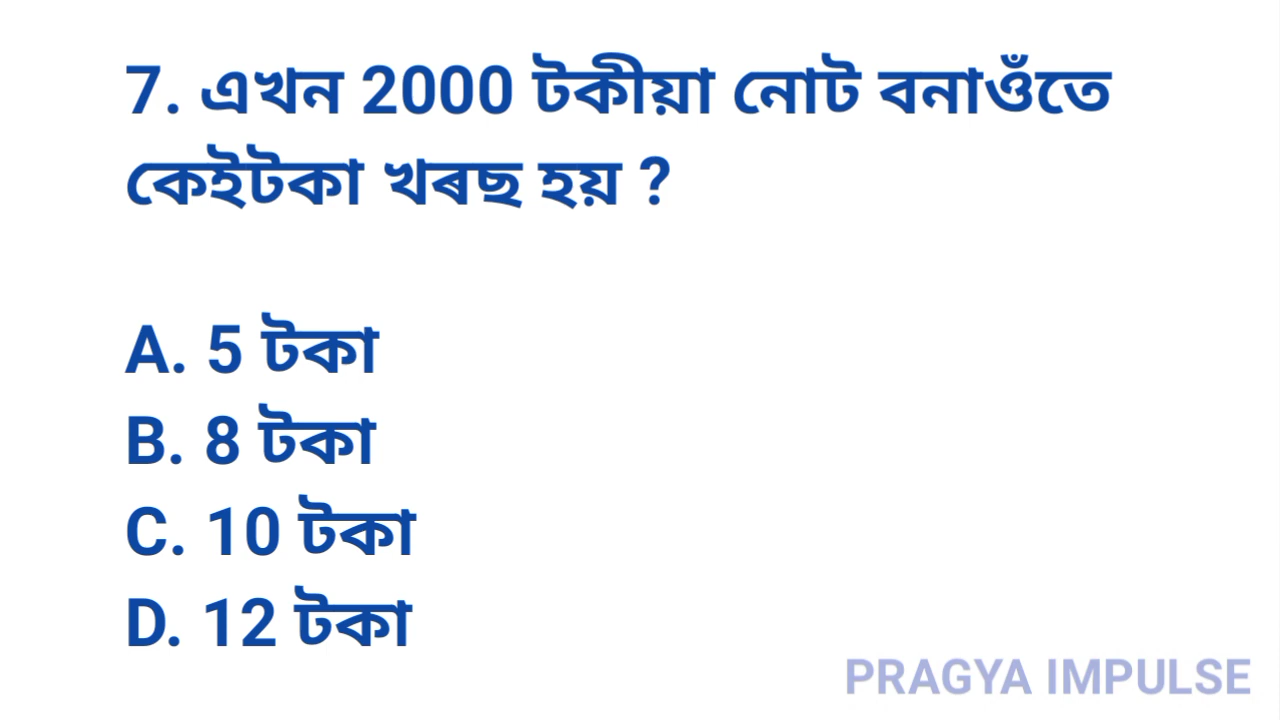 7. এখন 2000 টকীয়া নোট বনাওঁতে
কেইটকা খৰছ হয় ?
A. 5 টকা
B. 8 টকা
C. 10 টকা
D. 12 টকা
PRAGYA IMPULSE